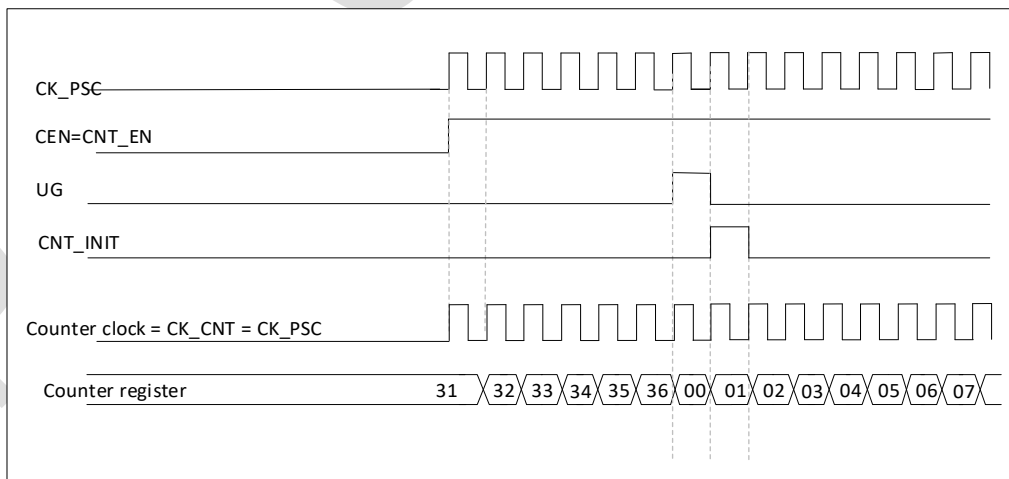 CK_PSC
CEN=CNT_EN
UG
CNT_INIT
Counter clock = CK_CNT = CK_PSC
Counter register 31 32 33 34 35 36 00 01 02 03 04 05 06 07